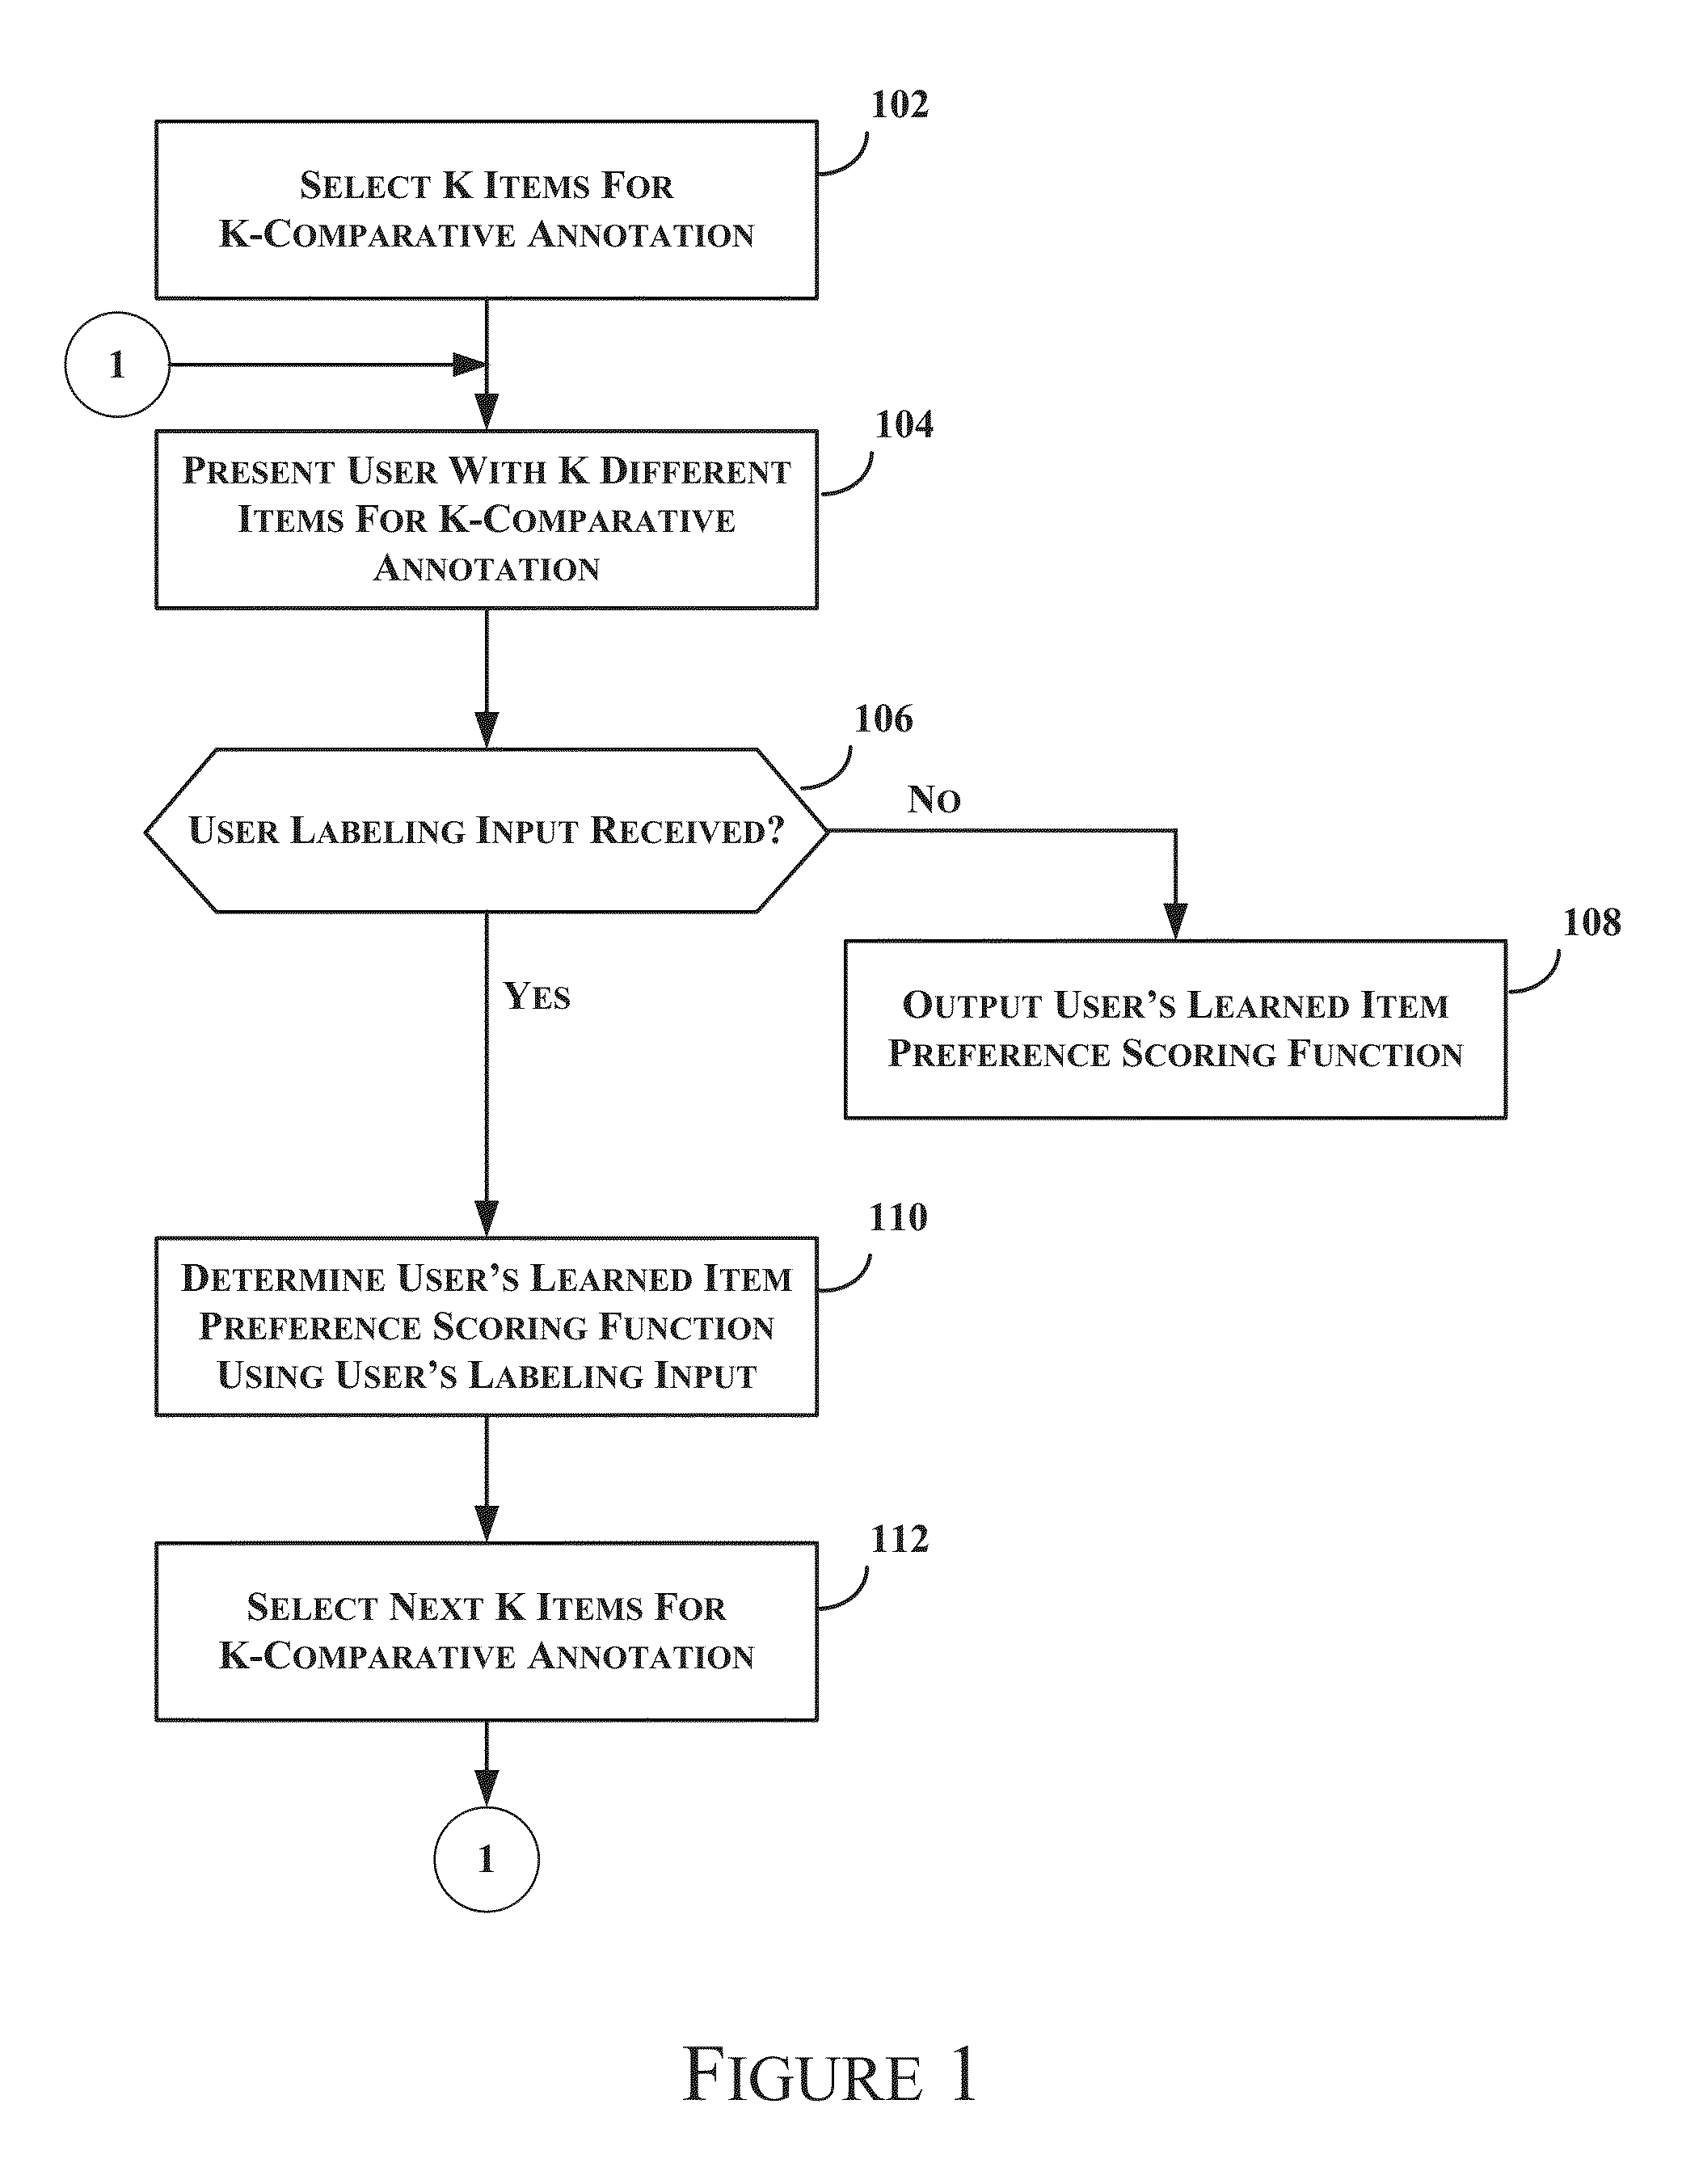 102
SELECT K ITEMS FOR
K-COMPARATIVE ANNOTATION
1
104
PRESENT USER WITH K DIFFERENT
ITEMS FOR K-COMPARATIVE
ANNOTATION
106
USER LABELING INPUT RECEIVED?
NO
YES
108
OUTPUT USER’S LEARNED ITEM
PREFERENCE SCORING FUNCTION
110
DETERMINE USER’S LEARNED ITEM
PREFERENCE SCORING FUNCTION
USING USER’S LABELING INPUT
112
SELECT NEXT K ITEMS FOR
K-COMPARATIVE ANNOTATION
1
FIGURE 1